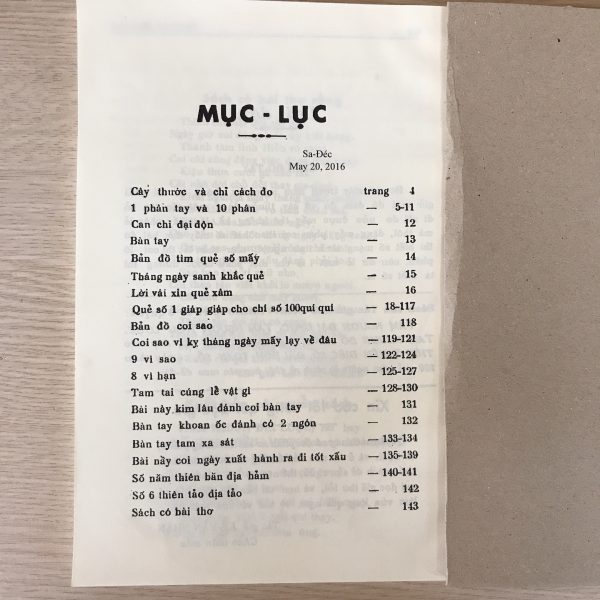 MỤC - LỤC
Sa-Đéc
May 20, 2016
Cây thước và chỉ cách đo trang 4
1 phân tay và 10 phân — 5-11
Can chi đại độn — 12
Bàn tay — 13
Bản đồ tìm quẻ số mấy — 14
Tháng ngày sanh khắc quẻ — 15
Lời vái xin quẻ xâm — 16
Quẻ số 1 giáp giáp cho chí số 100quí quí — 18-117
Bản đồ coi sao — 118
Coi sao vì kỵ tháng ngày mấy lạy về đâu — 119-121
9 vì sao — 122-124
8 vì hạn — 125-127
Tam tai cúng lễ vật gì — 128-130
Bài này kim lâu đánh coi bàn tay — 131
Bàn tay khoan ốc đánh có 2 ngón — 132
Bàn tay tam xa sát — 133-134
Bài nầy coi ngày xuất hành ra đi tốt xấu — 135-139
Số năm thiên bãn địa hảm — 140-141
Số 6 thiên tảo địa tảo — 142
Sách có bài thơ — 143